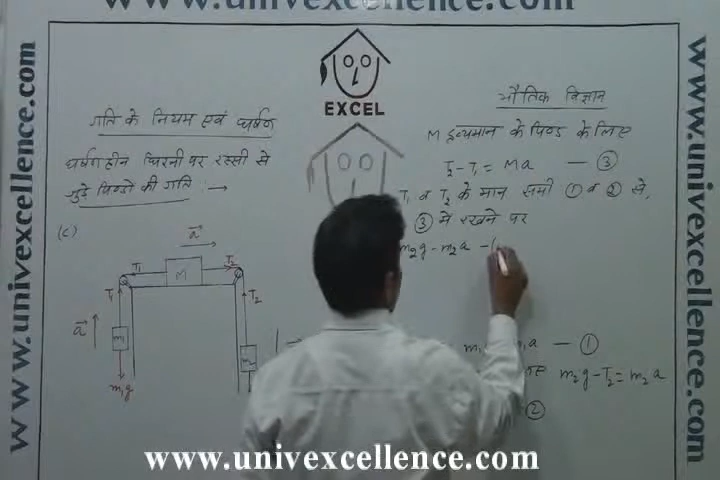 www.univexcellence.com
www.univexcellence.com
EXCEL
गति के नियम एवं घर्षण
घर्षणहीन घिरनी पर रस्सी से
जुड़े पिण्डो की गति :→
(c)
a⃗
T₁ M T₂
T₁ T₂
a⃗ m₁ m₂
m₁g
भौतिक विज्ञान
M द्रव्यमान के पिण्ड के लिए
T₂ - T₁ = Ma — ③
T₁ व T₂ के मान समी ① व ② से,
③ में रखने पर
m₂g - m₂a - (
a — ①
m₂g - T₂ = m₂a
②
www.univexcellence.com
www.univexcellence.com